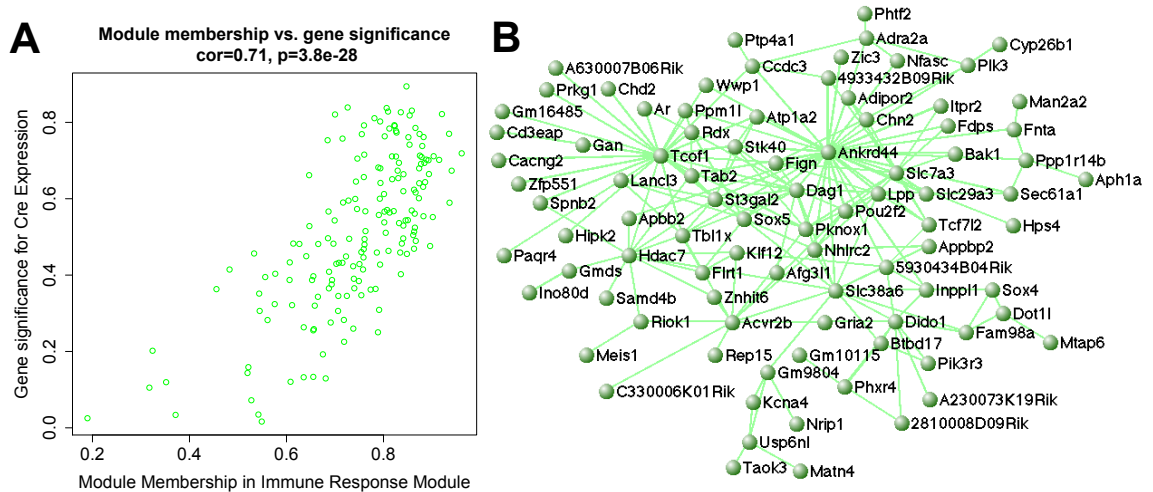 A
Module membership vs. gene significance
cor=0.71, p=3.8e-28
Gene significance for Cre Expression
0.8
0.6
0.4
0.2
0.0
0.2 0.4 0.6 0.8
Module Membership in Immune Response Module
B
Phtf2
Ptp4a1 Adra2a Cyp26b1
A630007B06Rik Ccdc3 Zic3 Nfasc Plk3
Prkg1 Chd2 Wwp1 4933432B09Rik
Gm16485 Ar Ppm1l Atp1a2 Adipor2 Itpr2 Man2a2
Cd3eap Gan Rdx Chn2 Fdps Fnta
Cacng2 Tcof1 Stk40 Fign Ankrd44 Bak1 Ppp1r14b
Zfp551 Lancl3 Tab2 Slc7a3 Aph1a
Spnb2 St3gal2 Dag1 Lpp Slc29a3 Sec61a1
Apbb2 Sox5 Pou2f2 Tcf7l2 Hps4
Hipk2 Tbl1x Pknox1
Paqr4 Hdac7 Klf12 Nhlrc2 Appbp2
Gmds Flrt1 Afg3l1 5930434B04Rik
Ino80d Samd4b Znhit6 Slc38a6 Inppl1 Sox4
Riok1 Acvr2b Gria2 Dido1 Dot1l
Fam98a
Meis1 Rep15 Gm10115 Btbd17 Mtap6
Gm9804 Pik3r3
C330006K01Rik Phxr4
Kcna4 A230073K19Rik
Nrip1 2810008D09Rik
Usp6nl
Taok3 Matn4